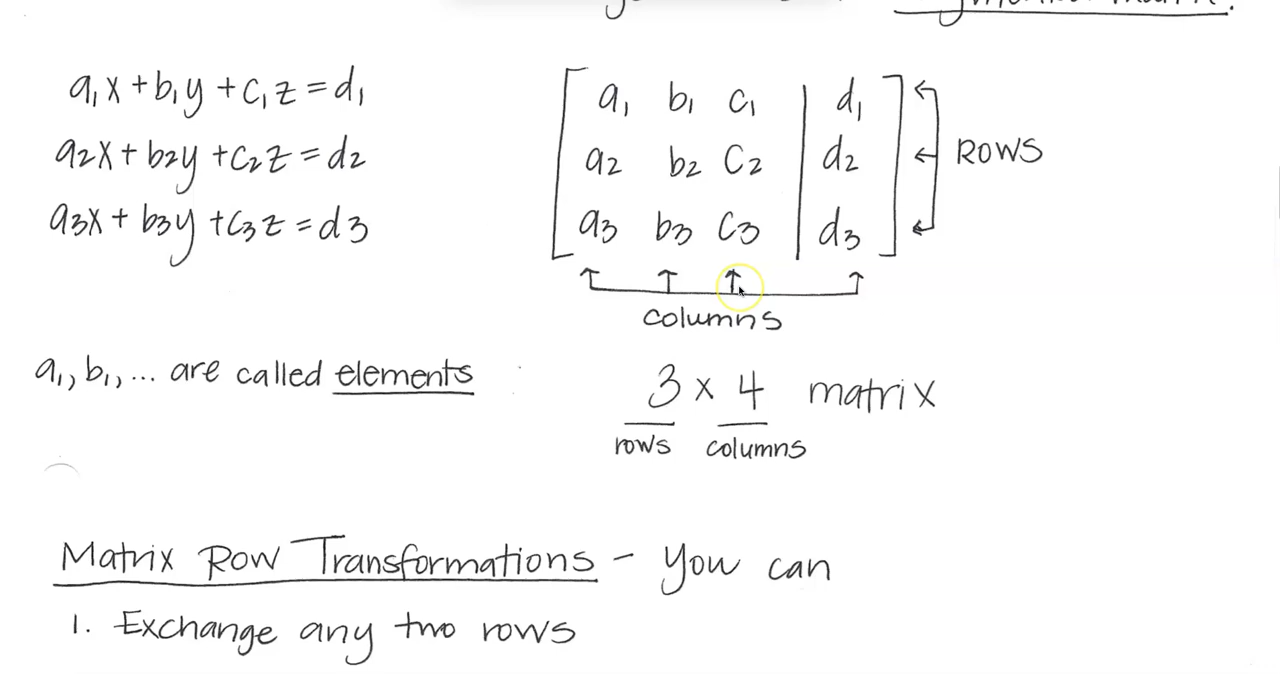 a₁x + b₁y + c₁z = d₁
a₂x + b₂y + c₂z = d₂
a₃x + b₃y + c₃z = d₃
a₁ b₁ c₁ | d₁
a₂ b₂ c₂ | d₂
a₃ b₃ c₃ | d₃
ROWS
columns
a₁, b₁, ... are called elements
3 x 4 matrix
rows columns
Matrix Row Transformations - You can
1. Exchange any two rows